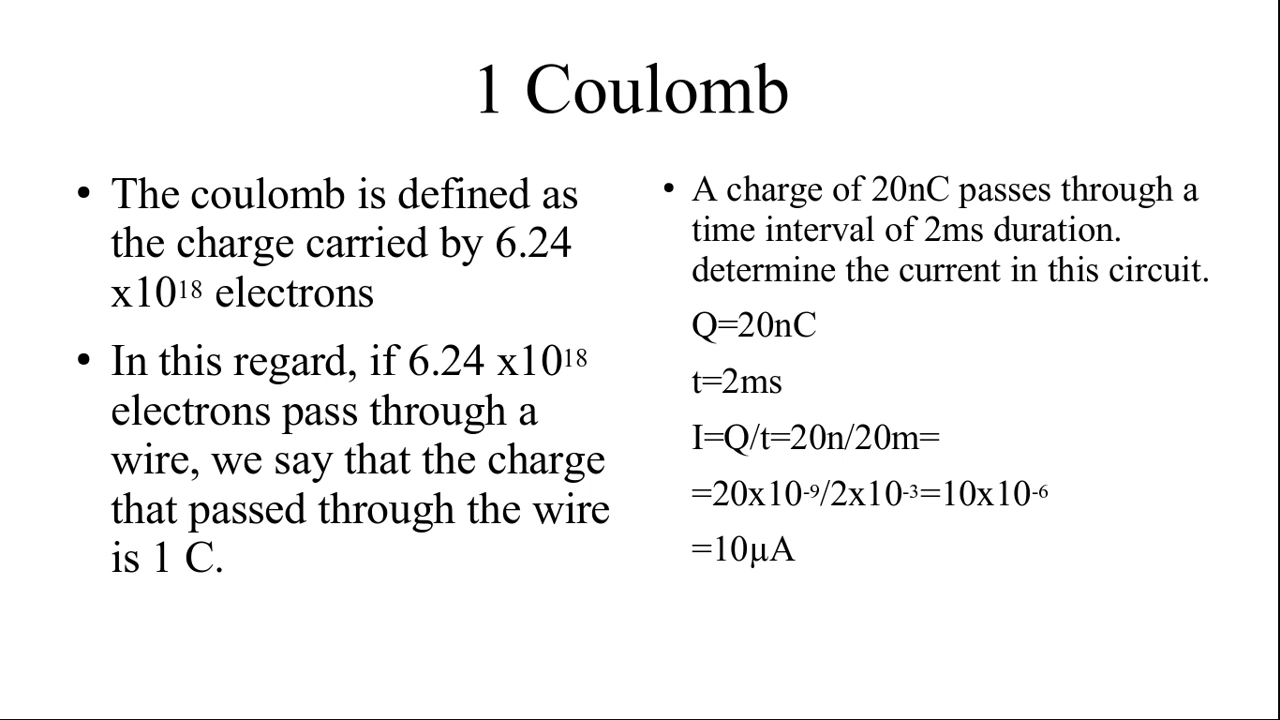 1 Coulomb
• The coulomb is defined as
the charge carried by 6.24
x10¹⁸ electrons
• In this regard, if 6.24 x10¹⁸
electrons pass through a
wire, we say that the charge
that passed through the wire
is 1 C.
• A charge of 20nC passes through a
time interval of 2ms duration.
determine the current in this circuit.
Q=20nC
t=2ms
I=Q/t=20n/20m=
=20x10⁻⁹/2x10⁻³=10x10⁻⁶
=10µA